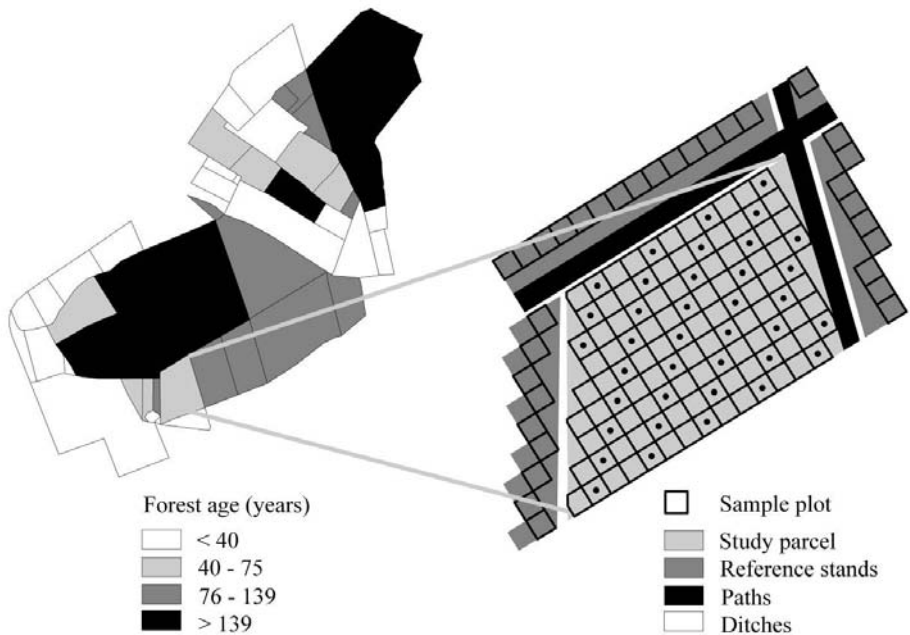 Forest age (years)
< 40
40 - 75
76 - 139
> 139
Sample plot
Study parcel
Reference stands
Paths
Ditches